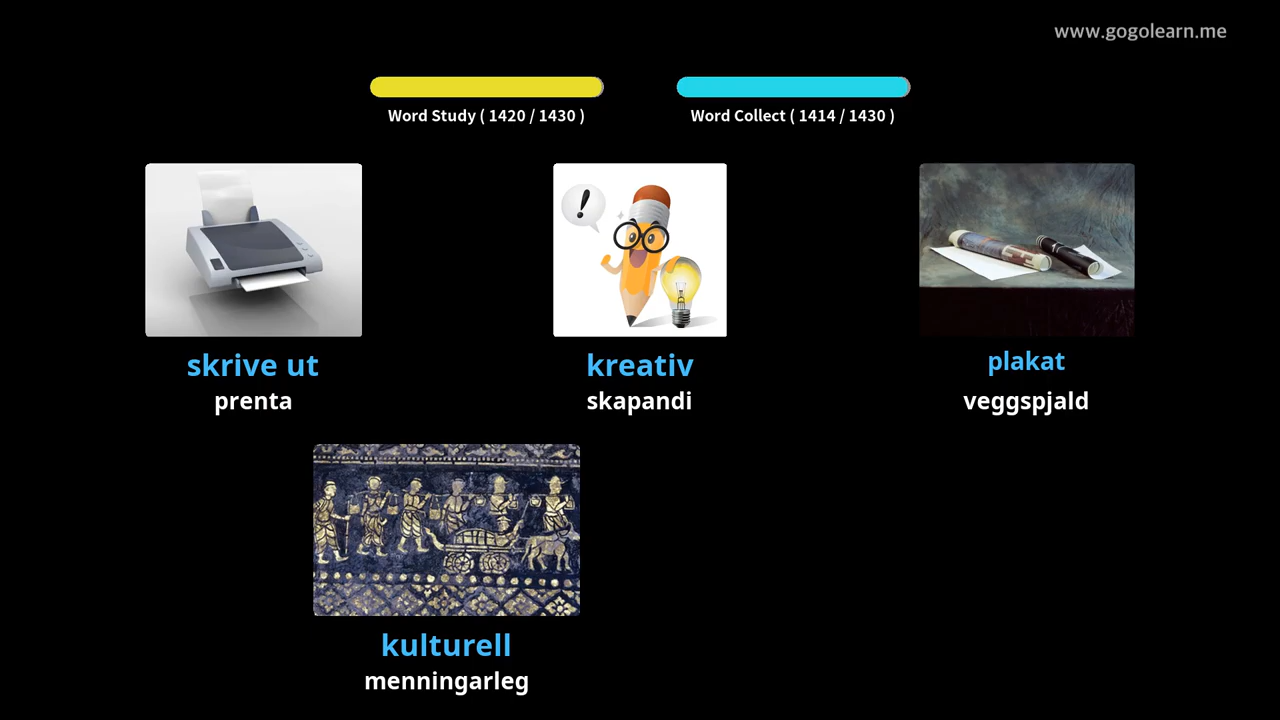 www.gogolearn.me
Word Study ( 1420 / 1430 )
Word Collect ( 1414 / 1430 )
skrive ut
prenta
kreativ
skapandi
plakat
veggspjald
kulturell
menningarleg